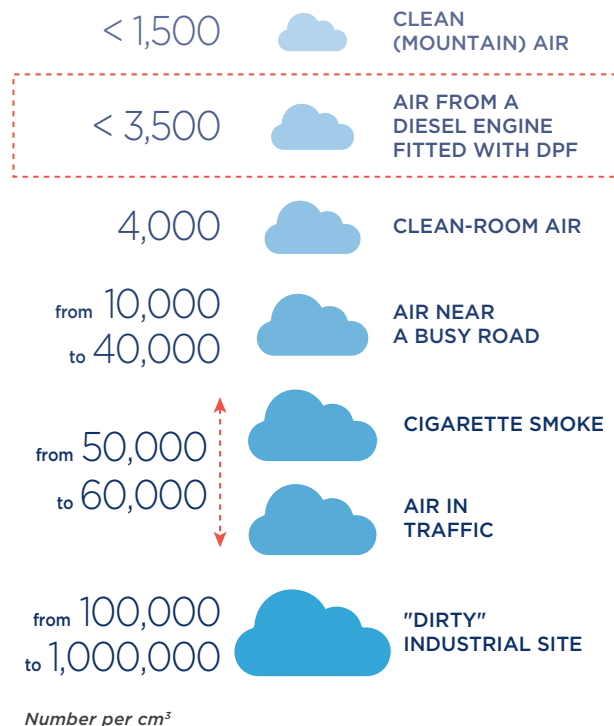 < 1,500
CLEAN
(MOUNTAIN) AIR
< 3,500
AIR FROM A
DIESEL ENGINE
FITTED WITH DPF
4,000
CLEAN-ROOM AIR
from 10,000
to 40,000
AIR NEAR
A BUSY ROAD
from 50,000
to 60,000
CIGARETTE SMOKE
AIR IN
TRAFFIC
from 100,000
to 1,000,000
"DIRTY"
INDUSTRIAL SITE
Number per cm³